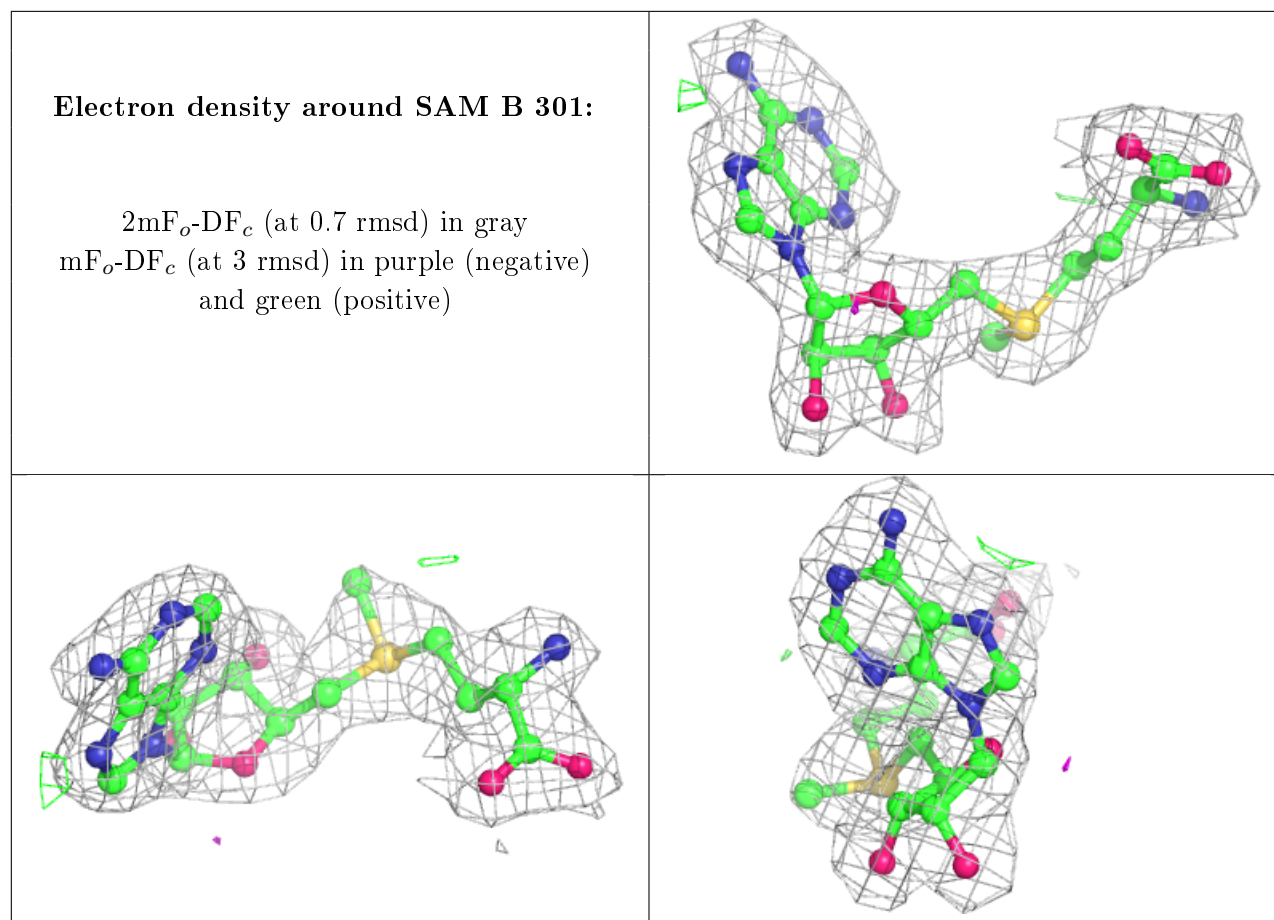 Electron density around SAM B 301:
2mFₒ-DF𝒸 (at 0.7 rmsd) in gray
mFₒ-DF𝒸 (at 3 rmsd) in purple (negative)
and green (positive)